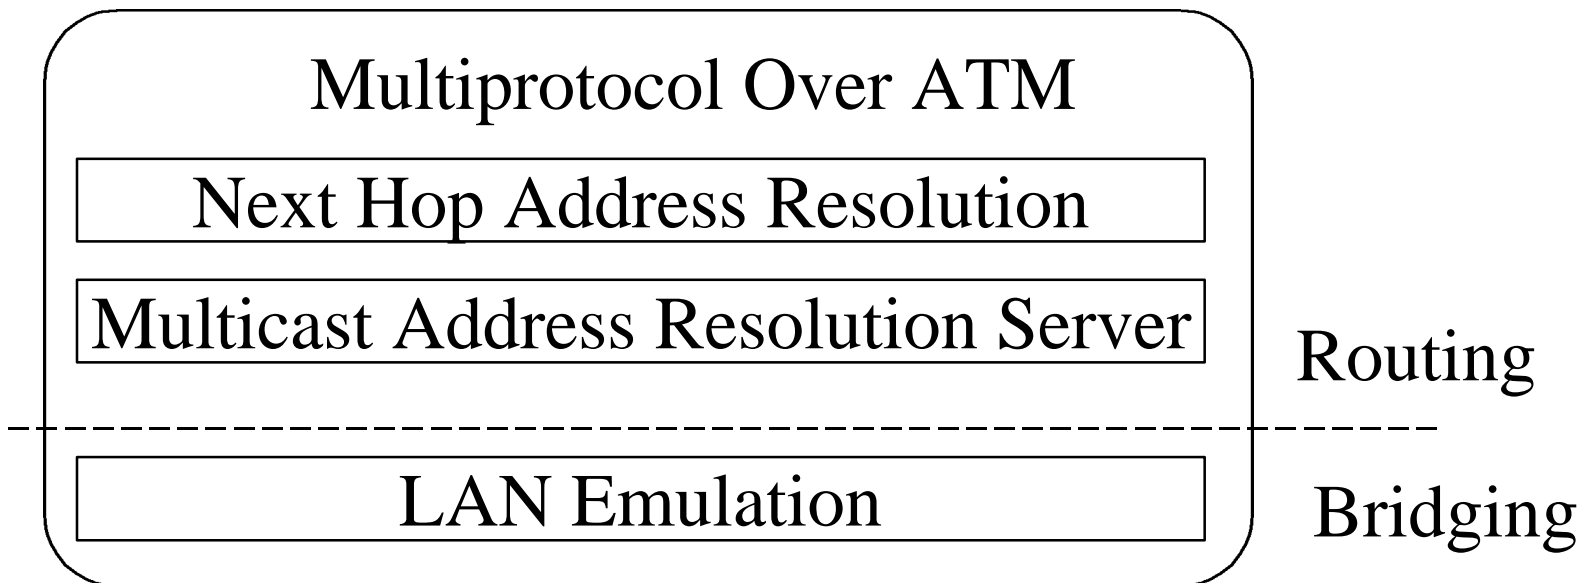 Multiprotocol Over ATM
Next Hop Address Resolution
Multicast Address Resolution Server
Routing
LAN Emulation
Bridging